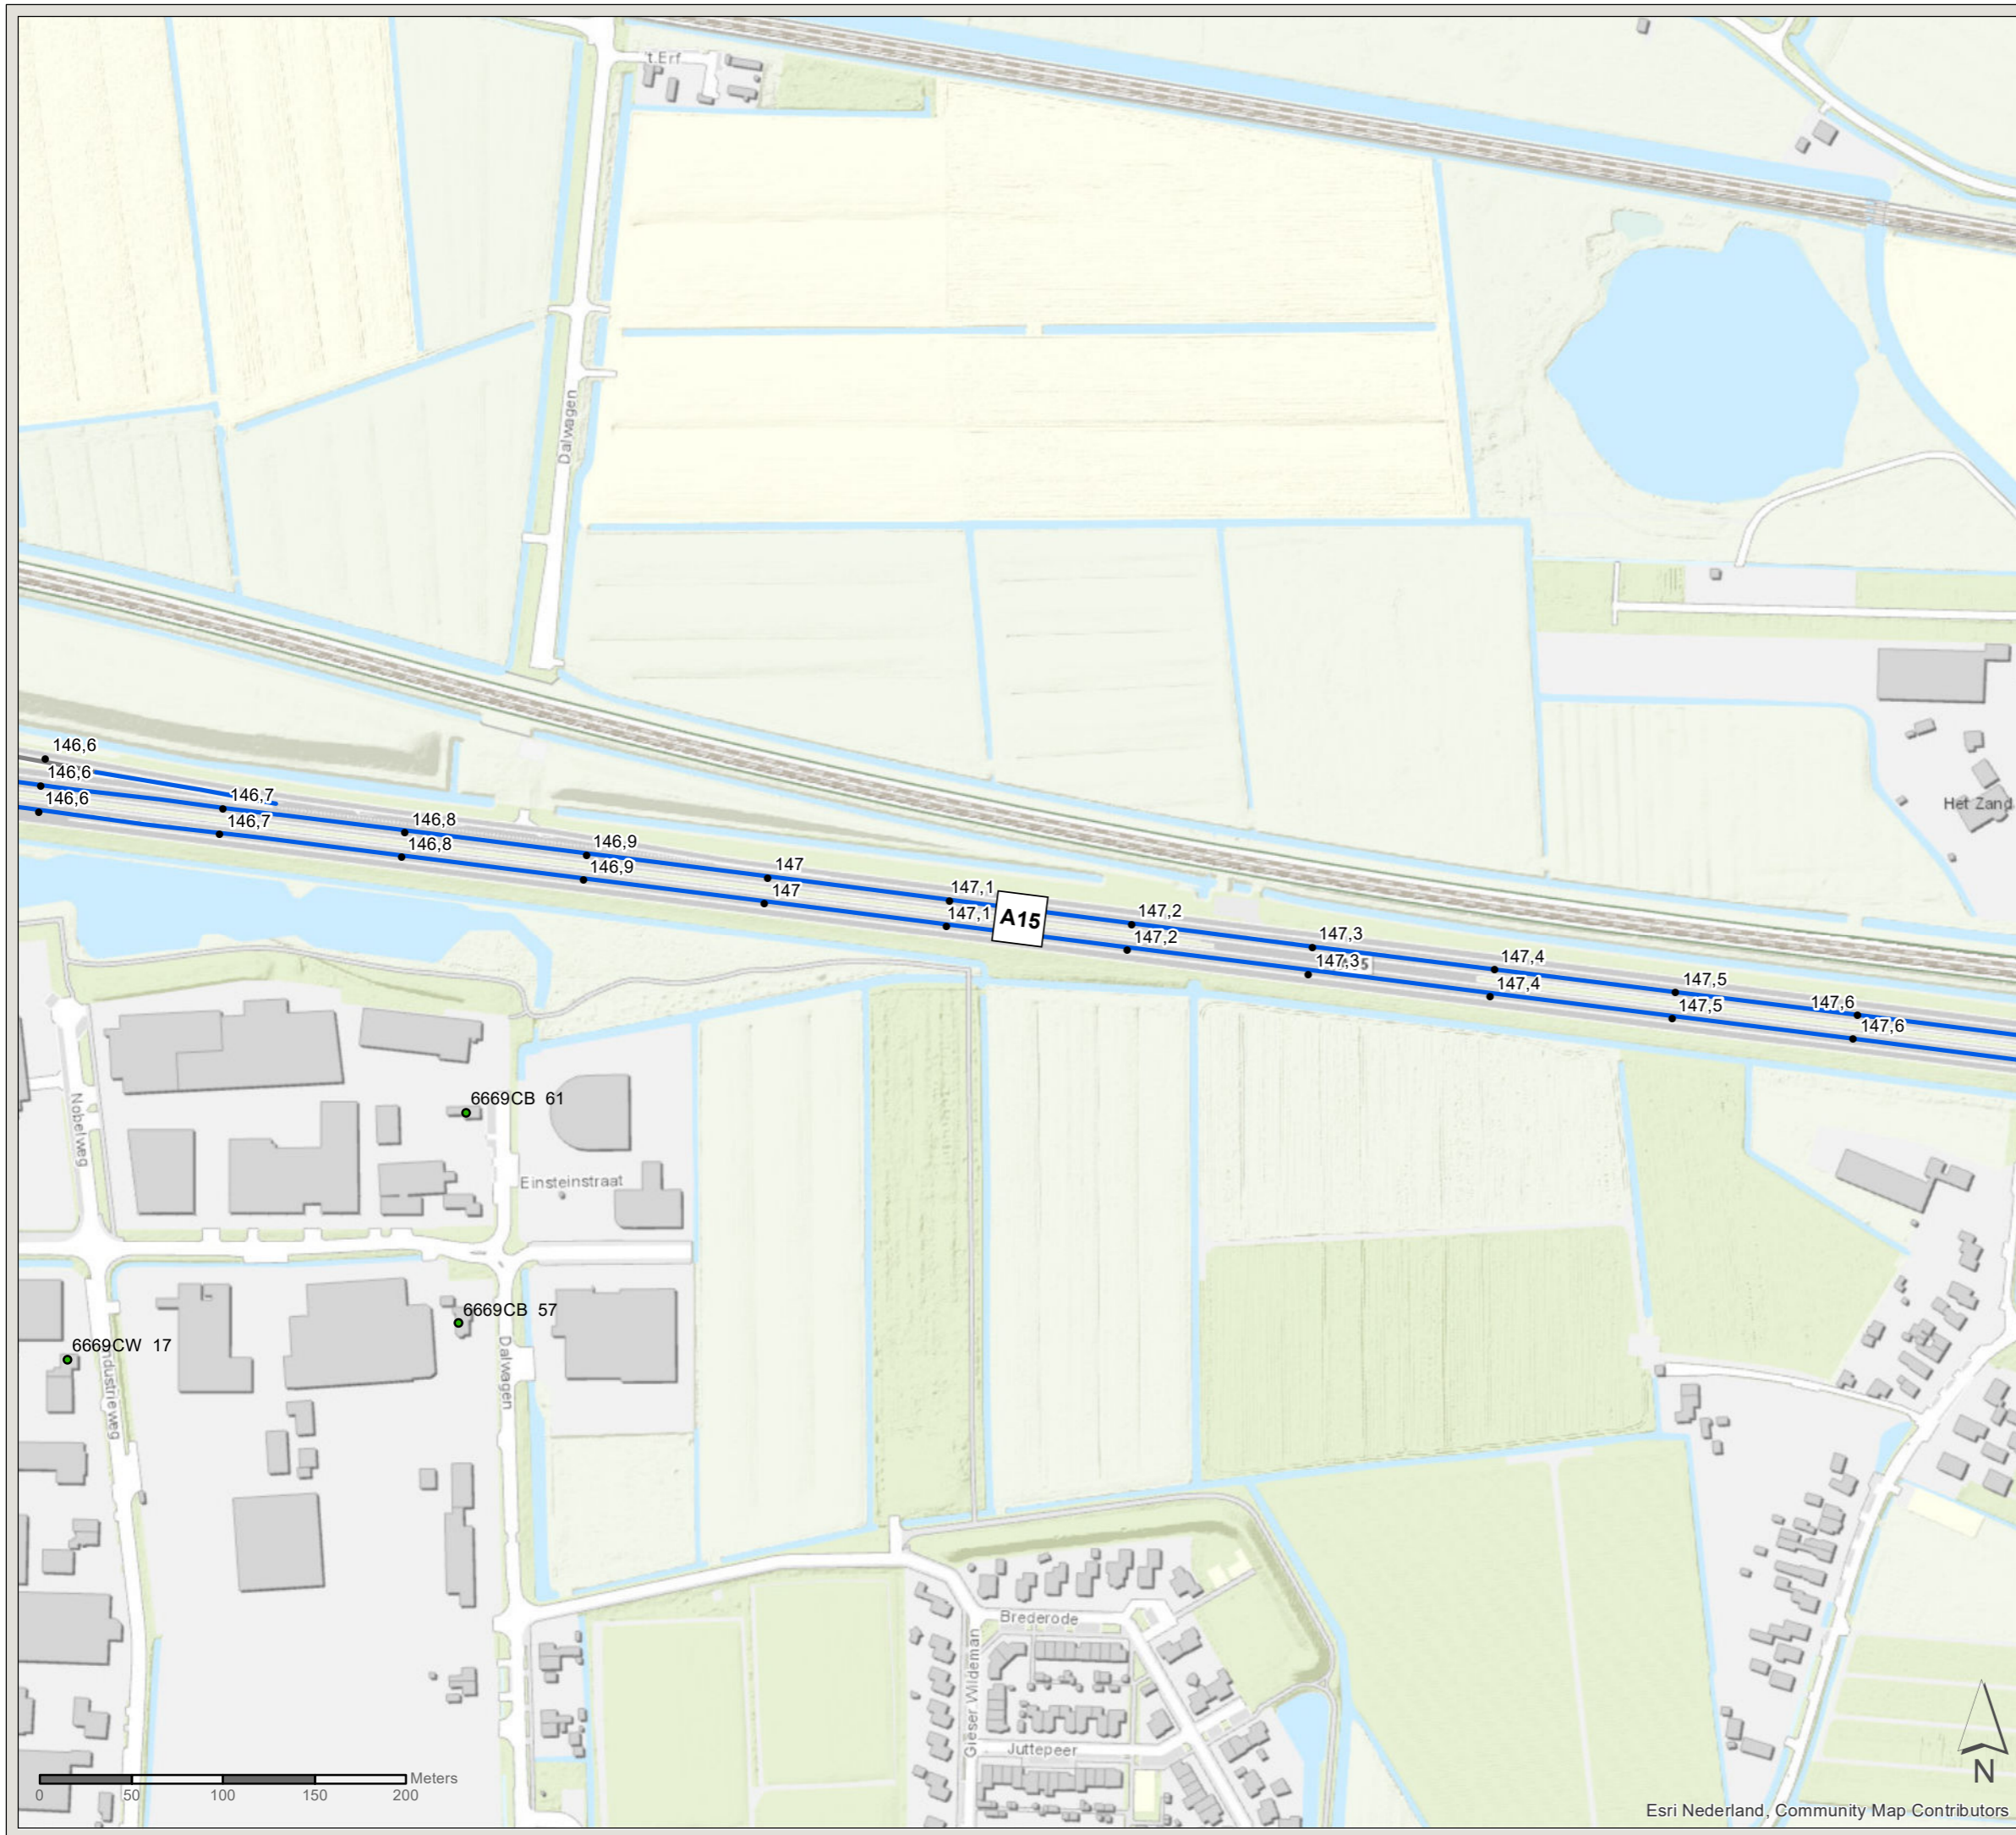 't Erf
Dalwagen
146,6
146,6
146,6
146,7
146,7
146,8
146,8
146,9
146,9
147
147
147,1
147,1
A15
147,2
147,2
147,3
147,3
147,4
147,4
147,5
147,5
147,6
147,6
Het Zand
Nobelweg
6669CB 61
Einsteinstraat
6669CB 57
6669CW 17
ndustrieweg
Dalwagen
Brederode
Gieser Wildeman
Juttepeer
Meters
0 50 100 150 200
N
Esri Nederland, Community Map Contributors